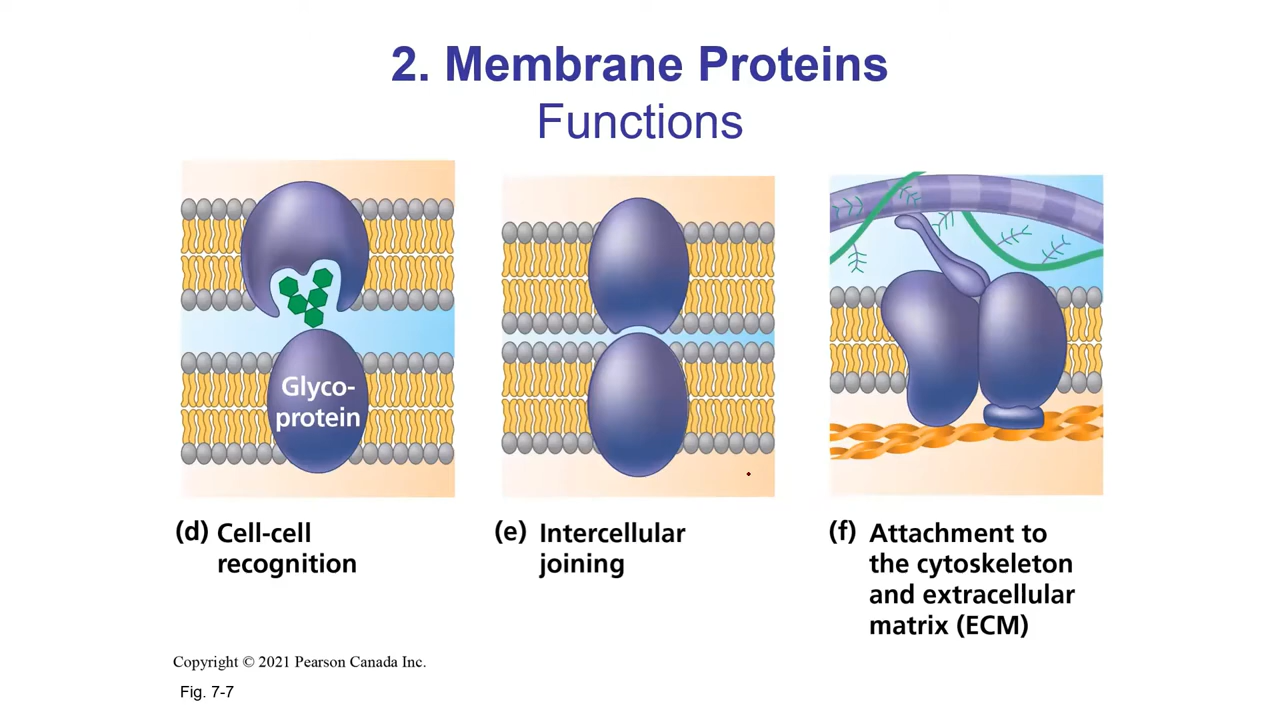 2. Membrane Proteins
Functions
Glyco-
protein
(d) Cell-cell
recognition
(e) Intercellular
joining
(f) Attachment to
the cytoskeleton
and extracellular
matrix (ECM)
Copyright © 2021 Pearson Canada Inc.
Fig. 7-7